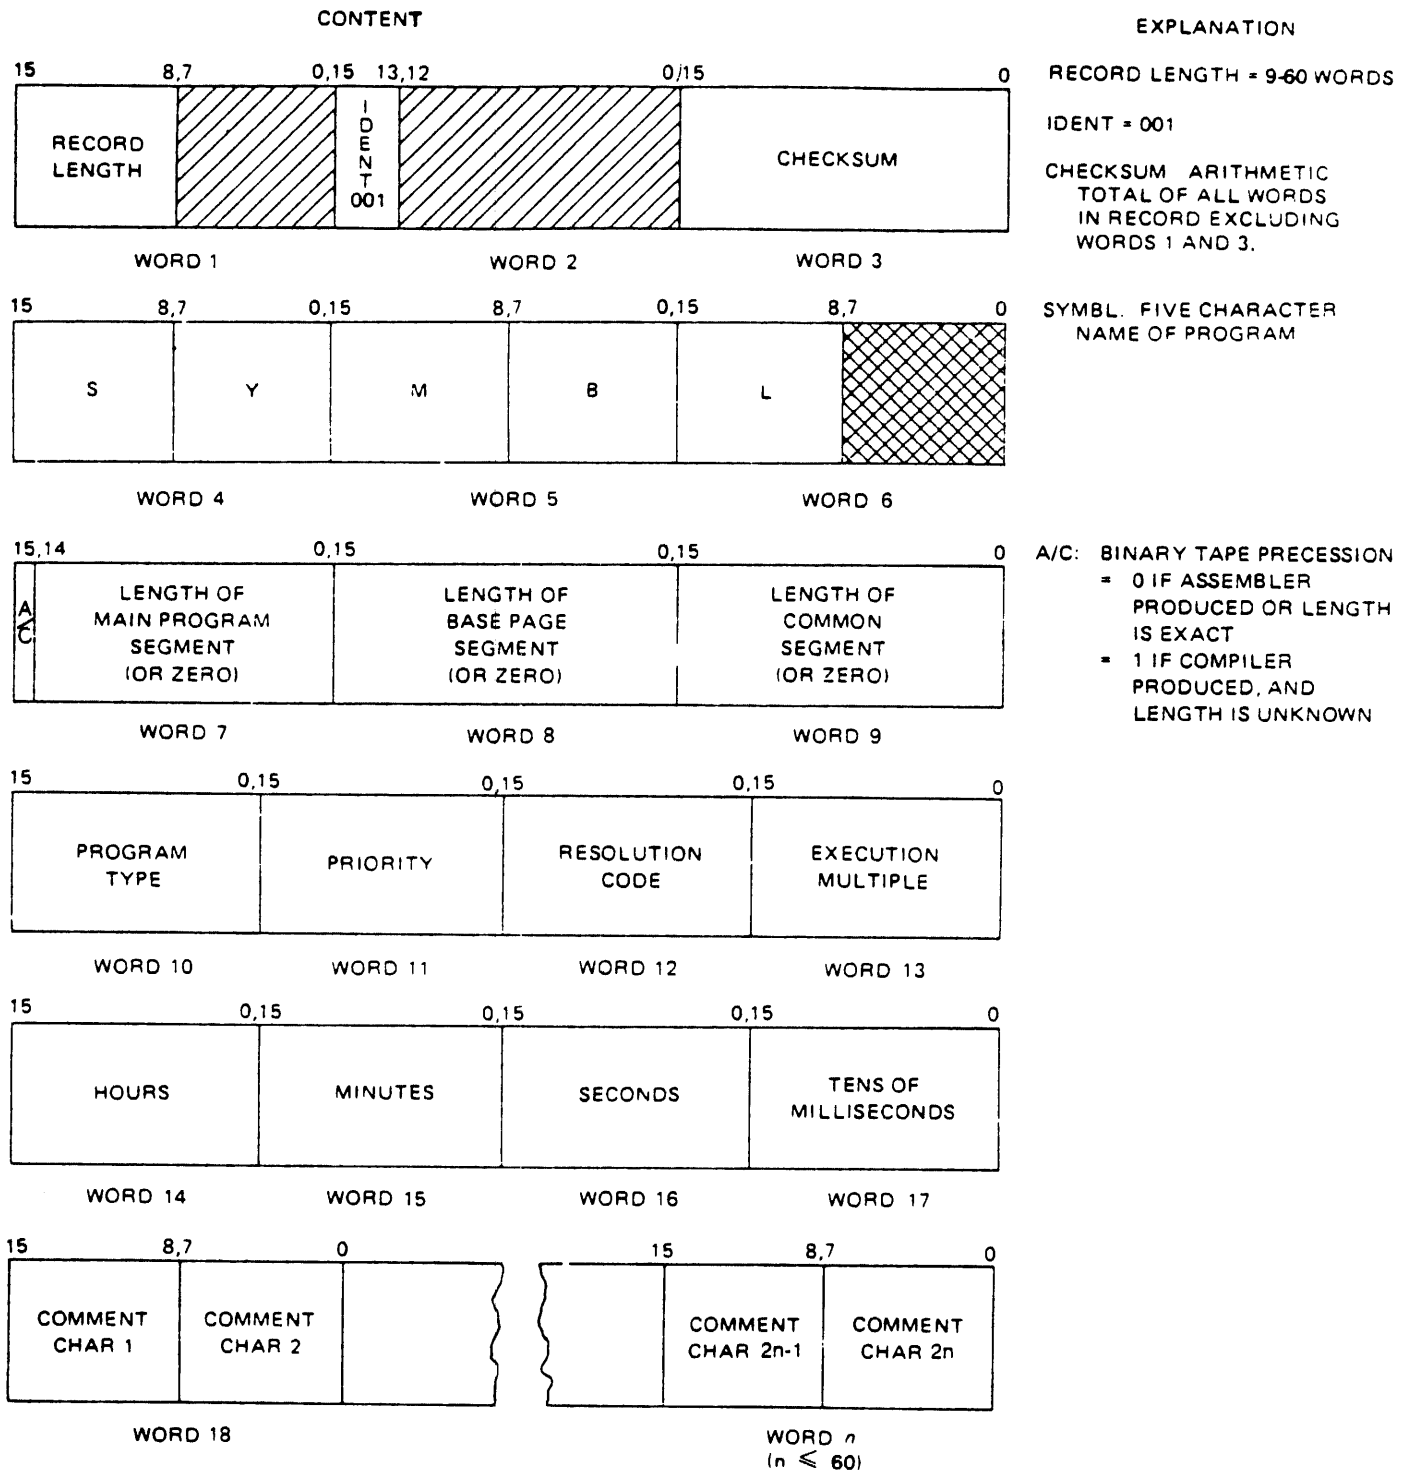 CONTENT
EXPLANATION
15 8,7 0,15 13,12 0/15 0
RECORD LENGTH = 9-60 WORDS
RECORD
LENGTH
IDENT
001
CHECKSUM
IDENT = 001
CHECKSUM ARITHMETIC
TOTAL OF ALL WORDS
IN RECORD EXCLUDING
WORDS 1 AND 3.
WORD 1 WORD 2 WORD 3
15 8,7 0,15 8,7 0,15 8,7 0
SYMBL. FIVE CHARACTER
NAME OF PROGRAM
S Y M B L
WORD 4 WORD 5 WORD 6
15,14 0,15 0,15 0
A/C: BINARY TAPE PRECESSION
= 0 IF ASSEMBLER
PRODUCED OR LENGTH
IS EXACT
= 1 IF COMPILER
PRODUCED, AND
LENGTH IS UNKNOWN
A/C
LENGTH OF
MAIN PROGRAM
SEGMENT
(OR ZERO)
LENGTH OF
BASE PAGE
SEGMENT
(OR ZERO)
LENGTH OF
COMMON
SEGMENT
(OR ZERO)
WORD 7 WORD 8 WORD 9
15 0,15 0,15 0,15 0
PROGRAM
TYPE
PRIORITY
RESOLUTION
CODE
EXECUTION
MULTIPLE
WORD 10 WORD 11 WORD 12 WORD 13
15 0,15 0,15 0,15 0
HOURS
MINUTES
SECONDS
TENS OF
MILLISECONDS
WORD 14 WORD 15 WORD 16 WORD 17
15 8,7 0 15 8,7 0
COMMENT
CHAR 1
COMMENT
CHAR 2
COMMENT
CHAR 2n-1
COMMENT
CHAR 2n
WORD 18
WORD n
(n ⩽ 60)